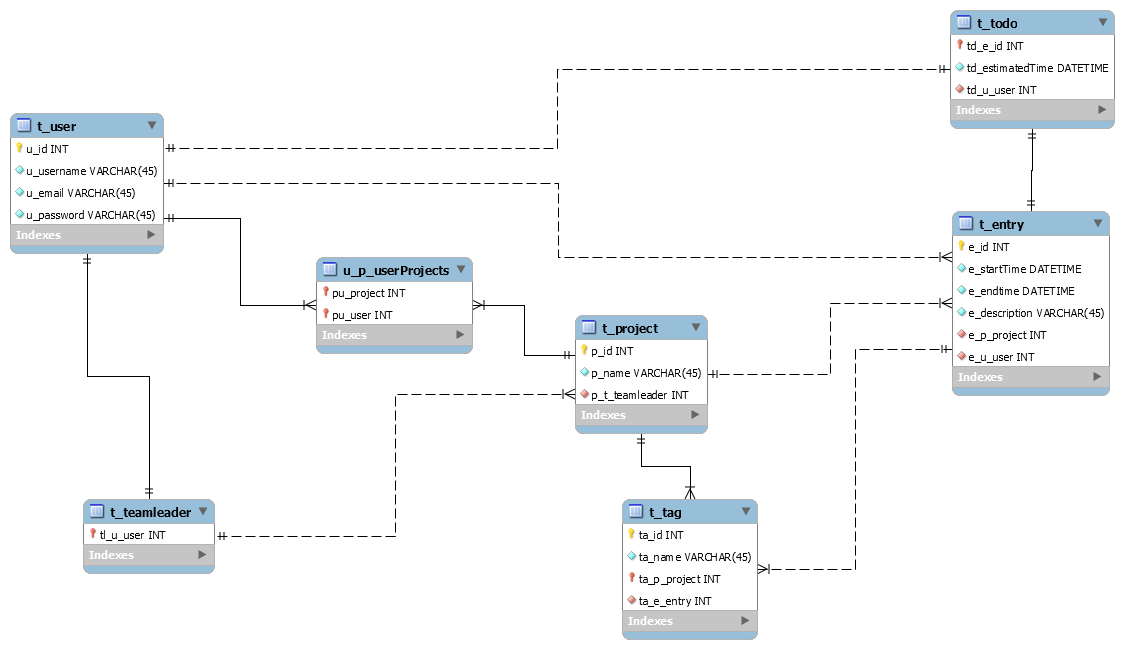 t_todo
td_e_id INT
td_estimatedTime DATETIME
td_u_user INT
Indexes
t_user
u_id INT
u_username VARCHAR(45)
u_email VARCHAR(45)
u_password VARCHAR(45)
Indexes
t_entry
e_id INT
e_startTime DATETIME
e_endtime DATETIME
e_description VARCHAR(45)
e_p_project INT
e_u_user INT
Indexes
u_p_userProjects
pu_project INT
pu_user INT
Indexes
t_project
p_id INT
p_name VARCHAR(45)
p_t_teamleader INT
Indexes
t_teamleader
tl_u_user INT
Indexes
t_tag
ta_id INT
ta_name VARCHAR(45)
ta_p_project INT
ta_e_entry INT
Indexes